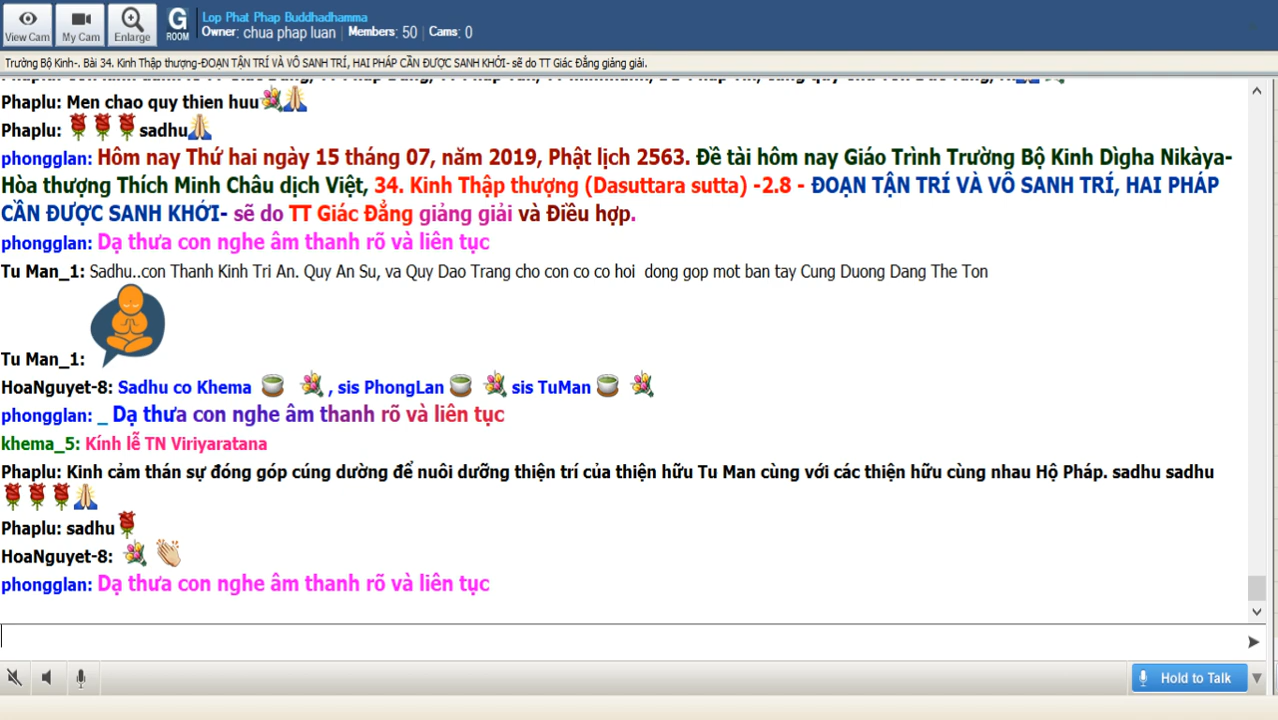 View Cam
My Cam
Enlarge
G
ROOM
Lop Phat Phap Buddhadhamma
Owner: chua phap luan | Members: 50 | Cams: 0
Trường Bộ Kinh-. Bài 34. Kinh Thập thượng-ĐOẠN TẬN TRÍ VÀ VÔ SANH TRÍ, HAI PHÁP CẦN ĐƯỢC SANH KHỞI- sẽ do TT Giác Đẳng giảng giải.
Phaplu: Men chao quy thien huu
Phaplu: sadhu
phongglan: Hôm nay Thứ hai ngày 15 tháng 07, năm 2019, Phật lịch 2563. Đề tài hôm nay Giáo Trình Trường Bộ Kinh Dìgha Nikàya-
Hòa thượng Thích Minh Châu dịch Việt, 34. Kinh Thập thượng (Dasuttara sutta) -2.8 - ĐOẠN TẬN TRÍ VÀ VÔ SANH TRÍ, HAI PHÁP
CẦN ĐƯỢC SANH KHỞI- sẽ do TT Giác Đẳng giảng giải và Điều hợp.
phongglan: Dạ thưa con nghe âm thanh rõ và liên tục
Tu Man_1: Sadhu..con Thanh Kinh Tri An. Quy An Su, va Quy Dao Trang cho con co co hoi dong gop mot ban tay Cung Duong Dang The Ton
Tu Man_1:
HoaNguyet-8: Sadhu co Khema , sis PhongLan sis TuMan
phongglan: _ Dạ thưa con nghe âm thanh rõ và liên tục
khema_5: Kính lễ TN Viriyaratana
Phaplu: Kinh cảm thán sự đóng góp cúng dường để nuôi dưỡng thiện trí của thiện hữu Tu Man cùng với các thiện hữu cùng nhau Hộ Pháp. sadhu sadhu
Phaplu: sadhu
HoaNguyet-8:
phongglan: Dạ thưa con nghe âm thanh rõ và liên tục
Hold to Talk